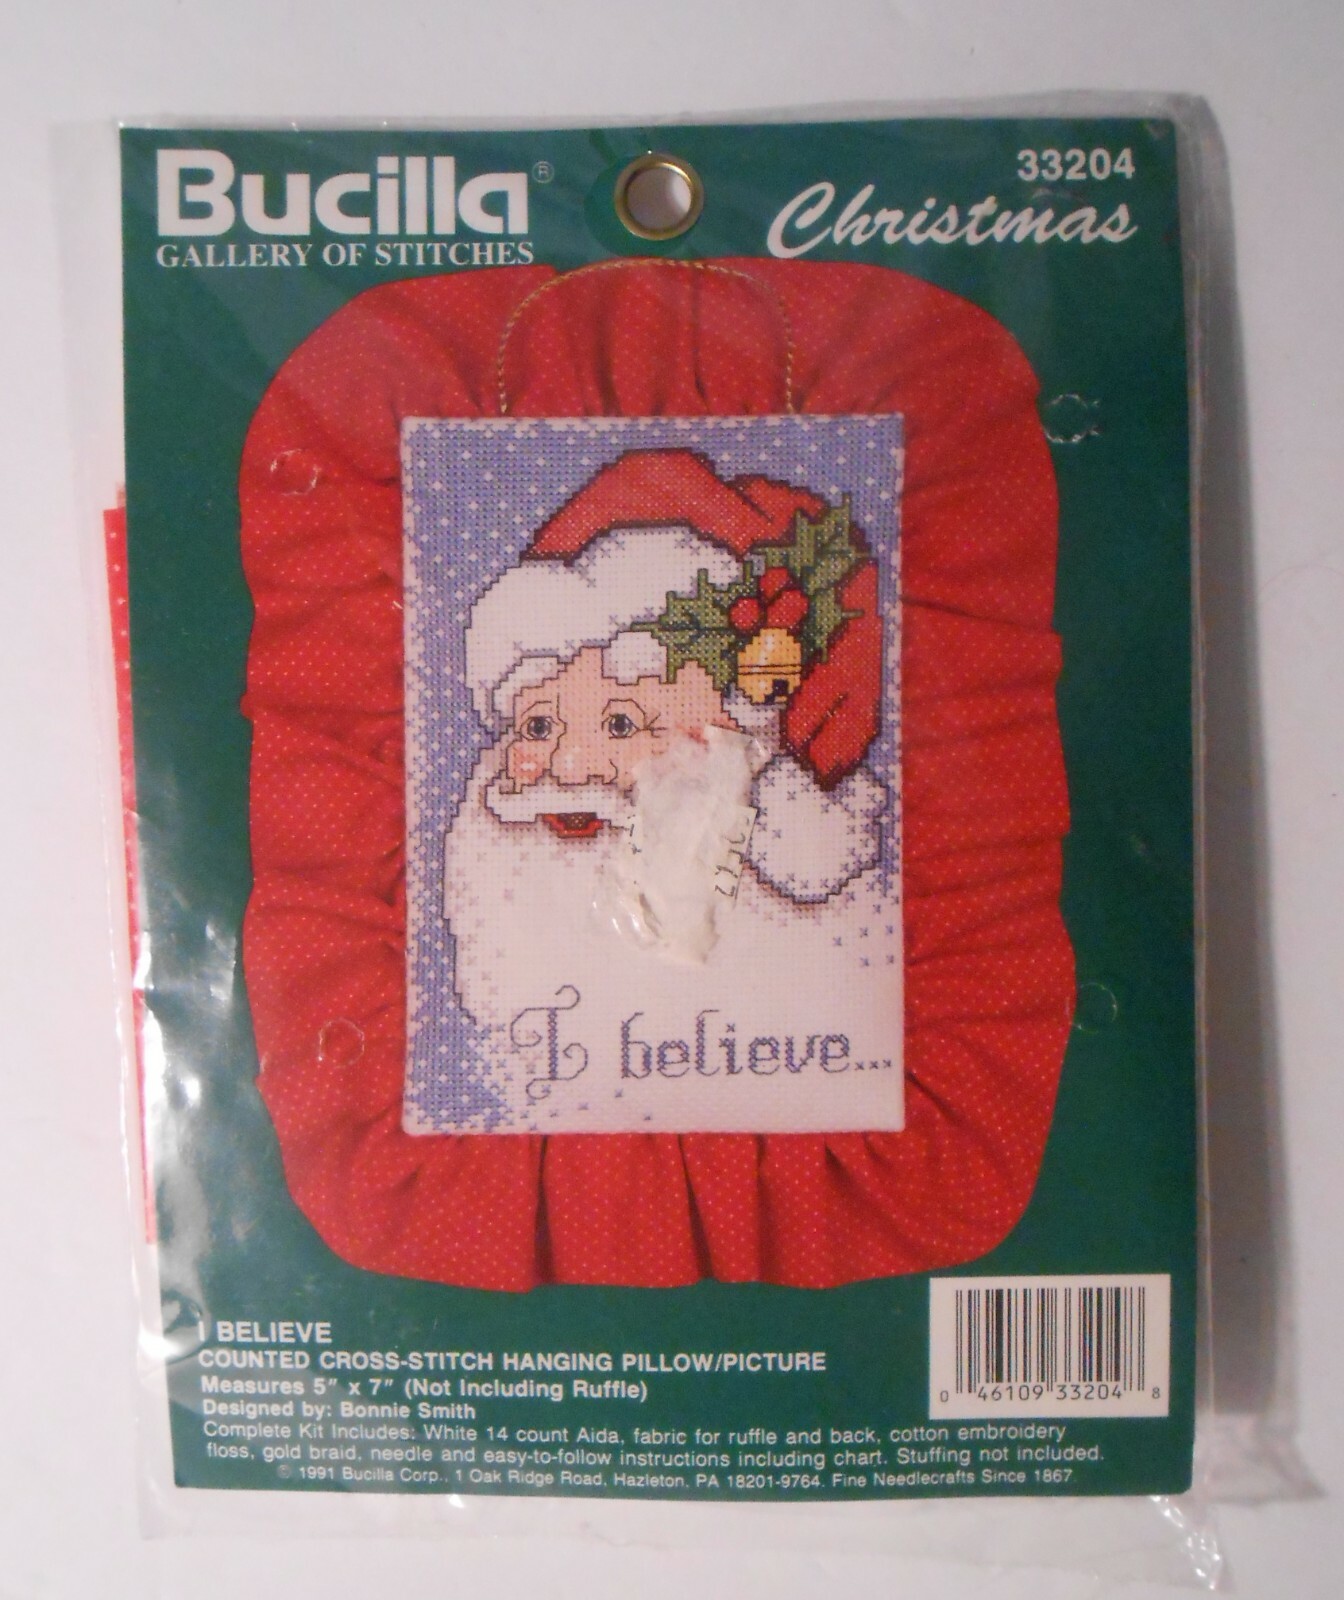 Bucilla®
GALLERY OF STITCHES
33204
Christmas
I believe...
I BELIEVE
COUNTED CROSS-STITCH HANGING PILLOW/PICTURE
Measures 5" x 7" (Not Including Ruffle)
Designed by: Bonnie Smith
Complete Kit Includes: White 14 count Aida, fabric for ruffle and back, cotton embroidery
floss, gold braid, needle and easy-to-follow instructions including chart. Stuffing not included.
© 1991 Bucilla Corp., 1 Oak Ridge Road, Hazleton, PA 18201-9764. Fine Needlecrafts Since 1867.
0 46109 33204 8